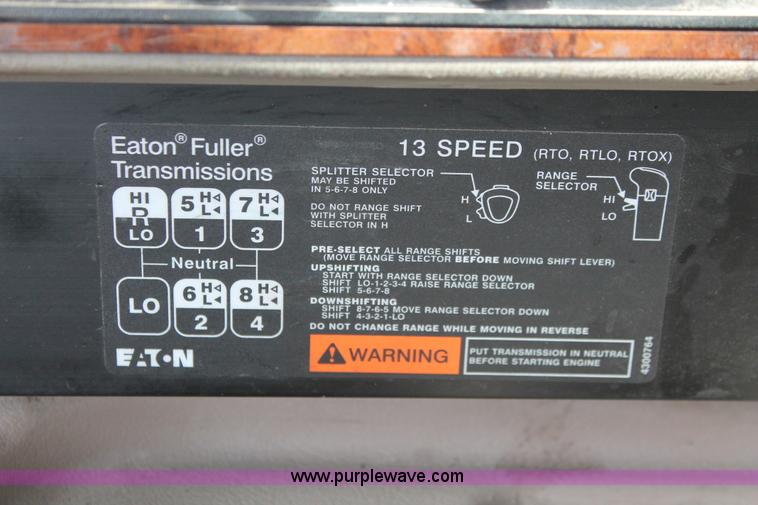 Eaton® Fuller® Transmissions
13 SPEED (RTO, RTLO, RTOX)
HI
R
LO
5 H◁
L◀
1
7 H◁
L◀
3
Neutral
LO
6 H◁
L◀
2
8 H◁
L◀
4
EATON
SPLITTER SELECTOR
MAY BE SHIFTED
IN 5-6-7-8 ONLY
DO NOT RANGE SHIFT
WITH SPLITTER
SELECTOR IN H
H
L
RANGE
SELECTOR
HI
LO
PRE-SELECT ALL RANGE SHIFTS
(MOVE RANGE SELECTOR BEFORE MOVING SHIFT LEVER)
UPSHIFTING
START WITH RANGE SELECTOR DOWN
SHIFT LO-1-2-3-4 RAISE RANGE SELECTOR
SHIFT 5-6-7-8
DOWNSHIFTING
SHIFT 8-7-6-5 MOVE RANGE SELECTOR DOWN
SHIFT 4-3-2-1-LO
DO NOT CHANGE RANGE WHILE MOVING IN REVERSE
WARNING
PUT TRANSMISSION IN NEUTRAL
BEFORE STARTING ENGINE
4300764
www.purplewave.com